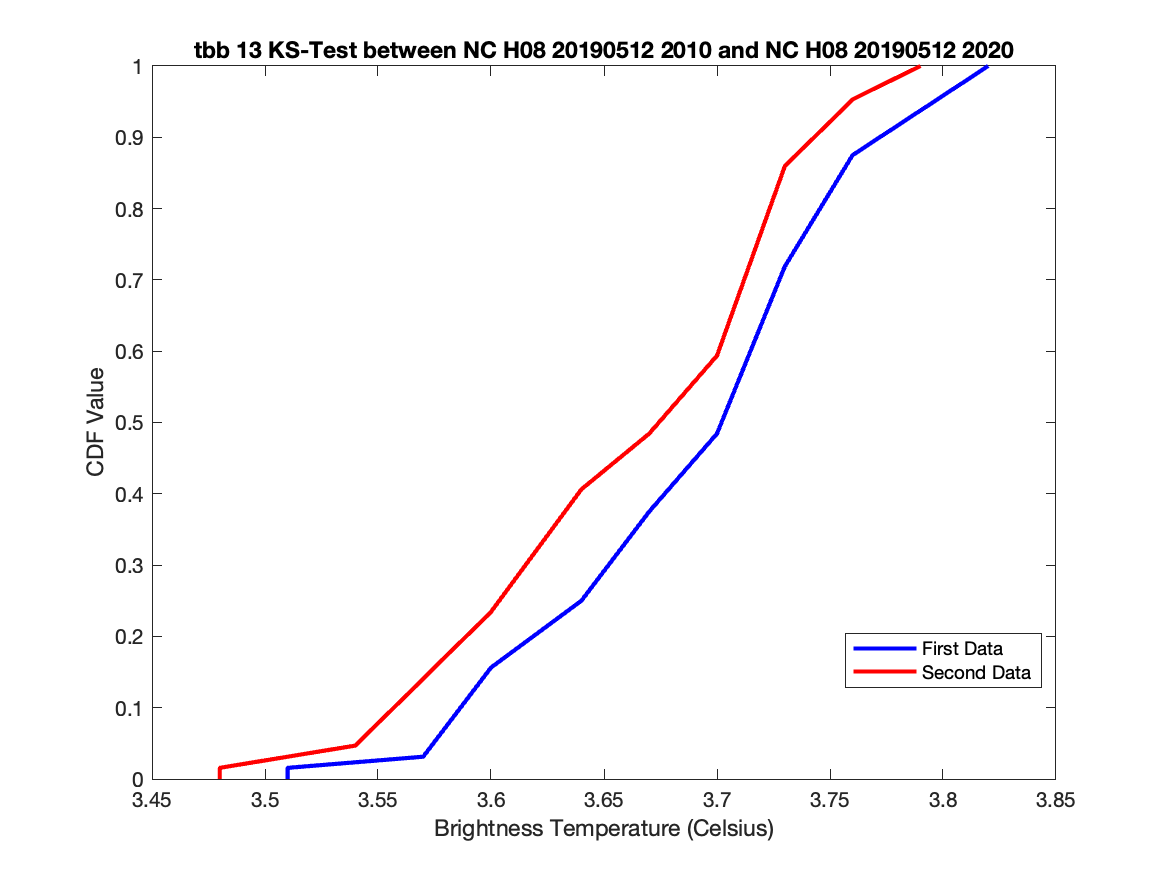 tbb 13 KS-Test between NC H08 20190512 2010 and NC H08 20190512 2020
1
0.9
0.8
0.7
0.6
0.5
0.4
0.3
0.2
0.1
0
CDF Value
First Data
Second Data
3.45 3.5 3.55 3.6 3.65 3.7 3.75 3.8 3.85
Brightness Temperature (Celsius)